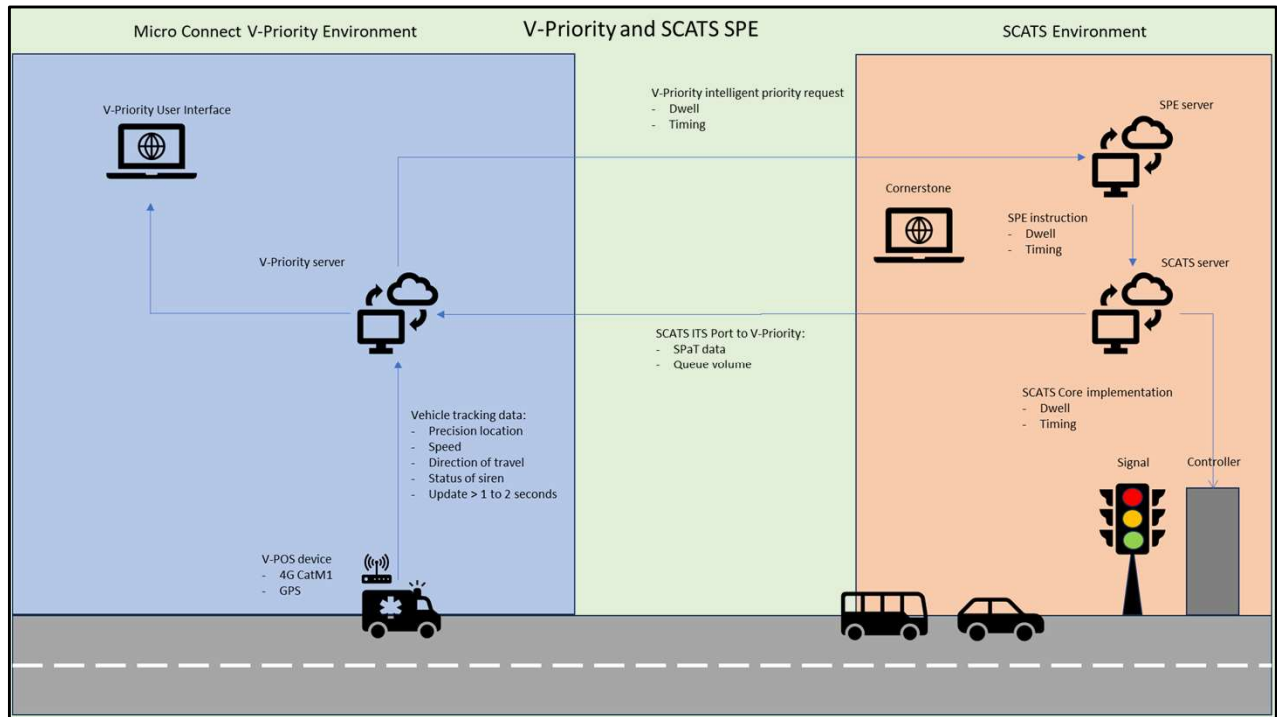 Micro Connect V-Priority Environment
V-Priority and SCATS SPE
SCATS Environment
V-Priority User Interface
V-Priority intelligent priority request
- Dwell
- Timing
SPE server
Cornerstone
SPE instruction
- Dwell
- Timing
V-Priority server
SCATS server
SCATS ITS Port to V-Priority:
- SPaT data
- Queue volume
Vehicle tracking data:
- Precision location
- Speed
- Direction of travel
- Status of siren
- Update > 1 to 2 seconds
SCATS Core implementation
- Dwell
- Timing
Signal
Controller
V-POS device
- 4G CatM1
- GPS